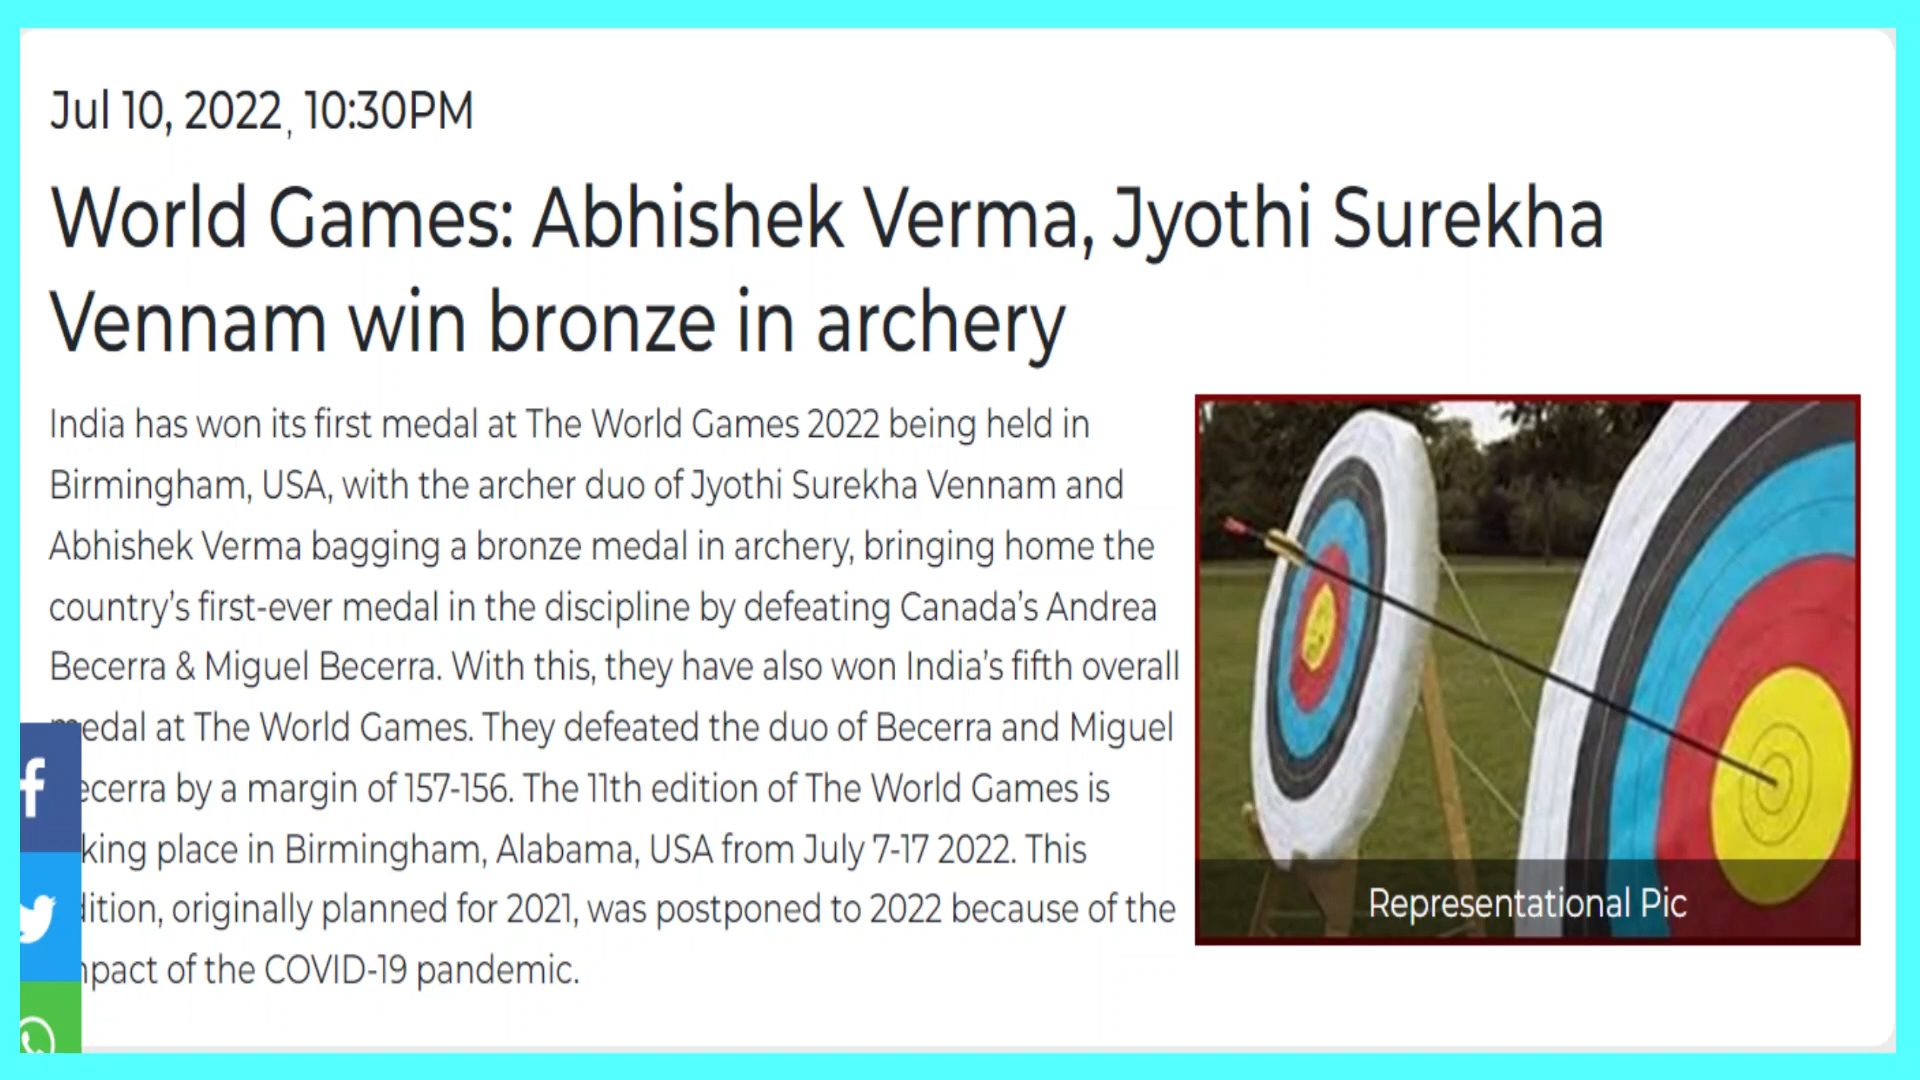 Jul 10, 2022, 10:30PM
World Games: Abhishek Verma, Jyothi Surekha
Vennam win bronze in archery
India has won its first medal at The World Games 2022 being held in
Birmingham, USA, with the archer duo of Jyothi Surekha Vennam and
Abhishek Verma bagging a bronze medal in archery, bringing home the
country's first-ever medal in the discipline by defeating Canada's Andrea
Becerra & Miguel Becerra. With this, they have also won India's fifth overall
medal at The World Games. They defeated the duo of Becerra and Miguel
ecerra by a margin of 157-156. The 11th edition of The World Games is
king place in Birmingham, Alabama, USA from July 7-17 2022. This
dition, originally planned for 2021, was postponed to 2022 because of the
mpact of the COVID-19 pandemic.
Representational Pic